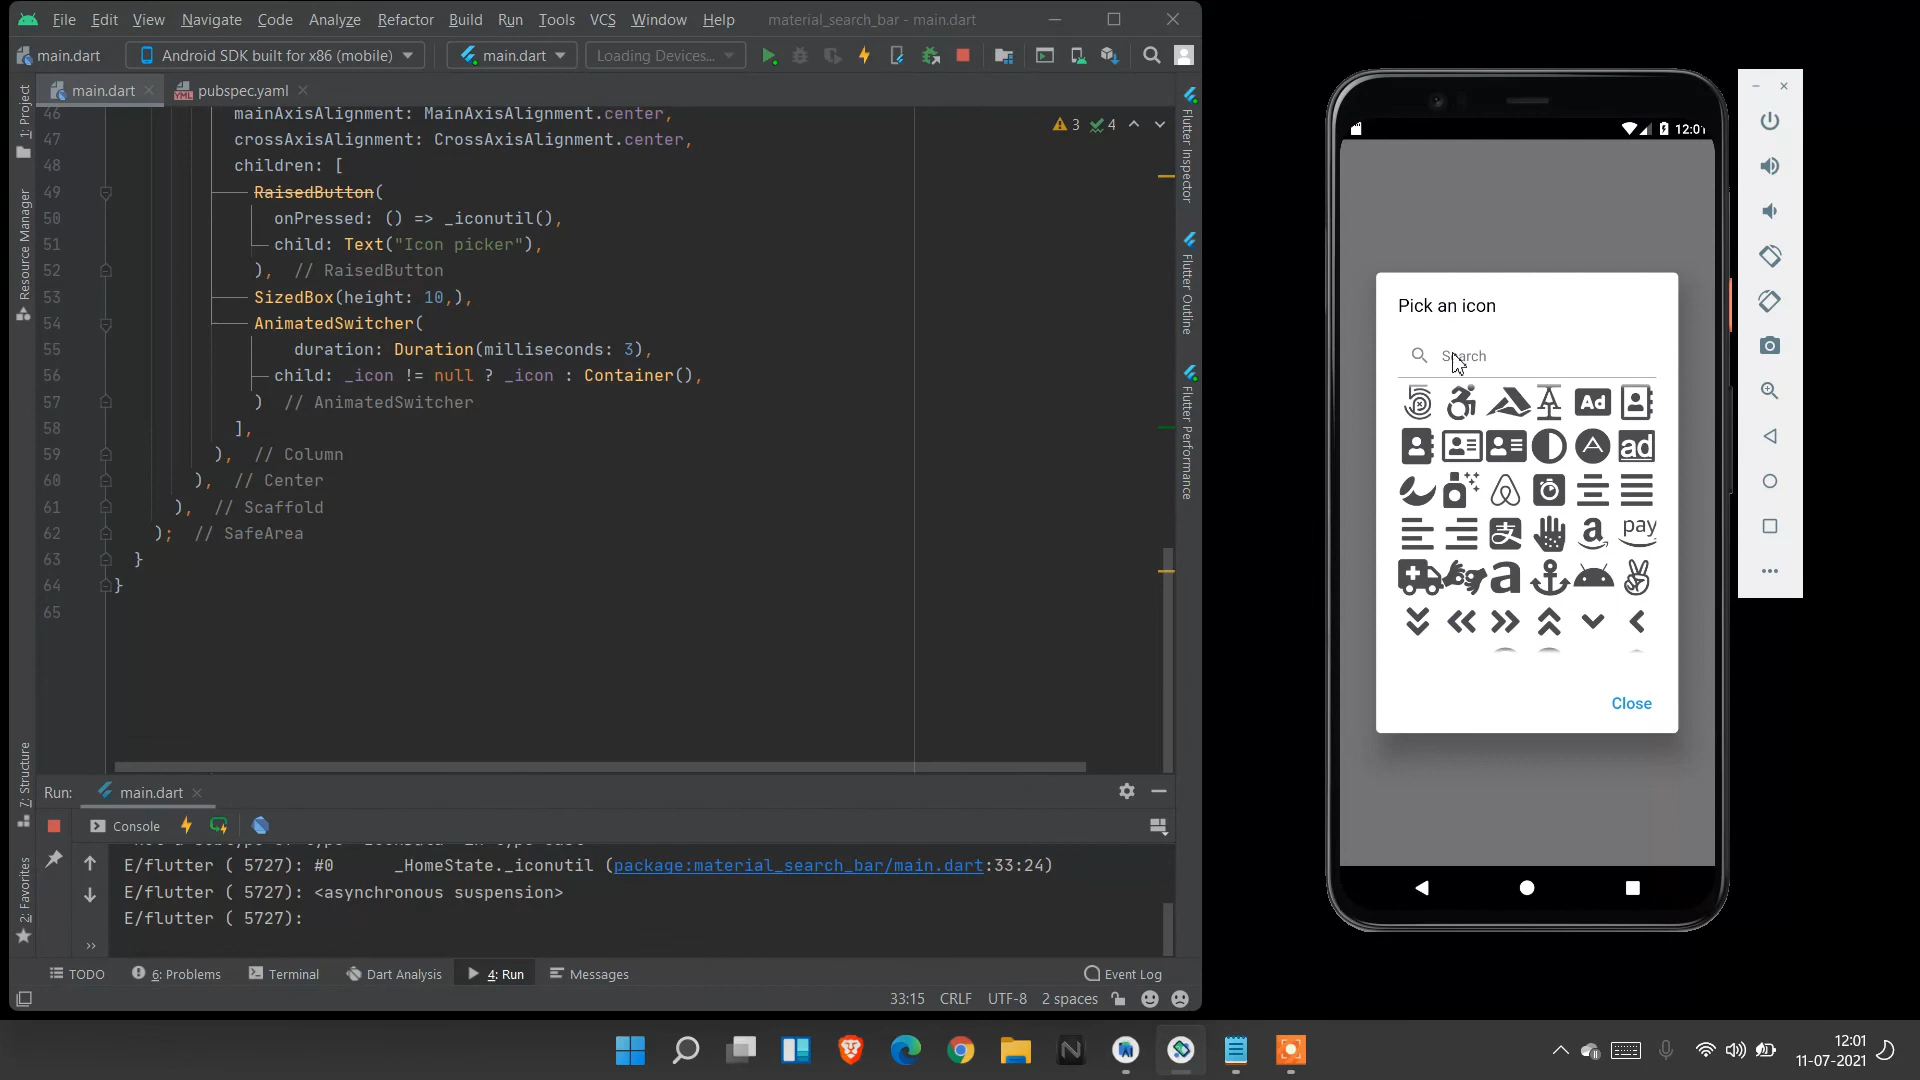 File Edit View Navigate Code Analyze Refactor Build Run Tools VCS Window Help material_search_bar - main.dart
main.dart Android SDK built for x86 (mobile) main.dart Loading Devices...
main.dart pubspec.yaml
1: Project
Resource Manager
7: Structure
2: Favorites
46 mainAxisAlignment: MainAxisAlignment.center,
47 crossAxisAlignment: CrossAxisAlignment.center,
48 children: [
49 RaisedButton(
50 onPressed: () => _iconutil(),
51 child: Text("Icon picker"),
52 ), // RaisedButton
53 SizedBox(height: 10,),
54 AnimatedSwitcher(
55 duration: Duration(milliseconds: 3),
56 child: _icon != null ? _icon : Container(),
57 ) // AnimatedSwitcher
58 ],
59 ), // Column
60 ), // Center
61 ), // Scaffold
62 ); // SafeArea
63 }
64 }
65
3 4
Flutter Inspector
Flutter Outline
Flutter Performance
Run: main.dart
Console
E/flutter ( 5727): #0 _HomeState._iconutil (package:material_search_bar/main.dart:33:24)
E/flutter ( 5727): <asynchronous suspension>
E/flutter ( 5727):
TODO 6: Problems Terminal Dart Analysis 4: Run Messages Event Log
33:15 CRLF UTF-8 2 spaces
12:01
Pick an icon
Search
Ad
ad
pay
a
Close
12:01
11-07-2021